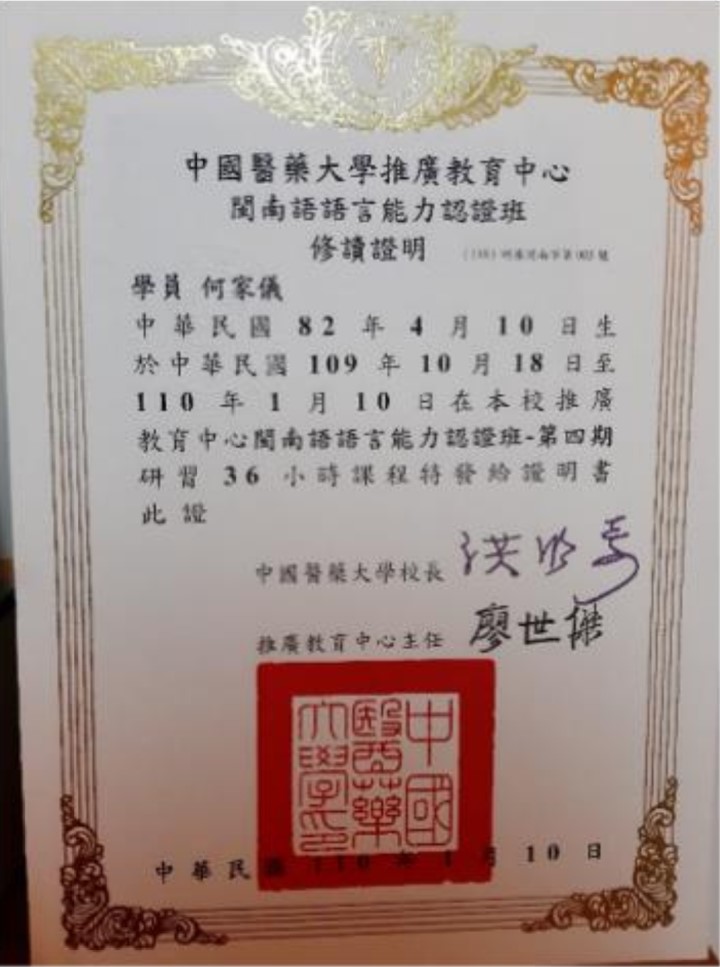 中國醫藥大學推廣教育中心
閩南語語言能力認證班
修讀證明
學員 何家儀
中華民國 82 年 4 月 10 日生
於中華民國 109 年 10 月 18 日至
110 年 1 月 10 日在本校推廣
教育中心閩南語語言能力認證班-第四期
研習 36 小時課程特發給證明書
此證
中國醫藥大學校長 洪明奇
推廣教育中心主任 廖世傑
中國醫藥大學印
中華民國 110 年 1 月 10 日